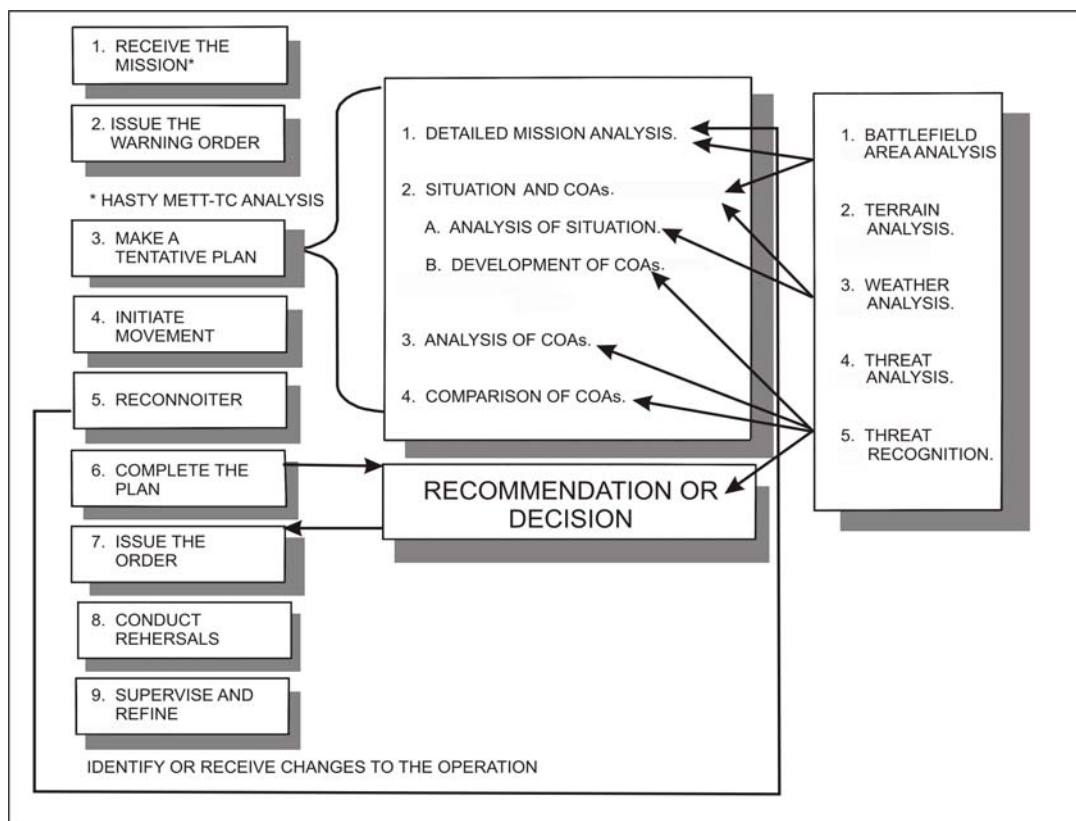 1. RECEIVE THE
MISSION*
2. ISSUE THE
WARNING ORDER
* HASTY METT-TC ANALYSIS
3. MAKE A
TENTATIVE PLAN
4. INITIATE
MOVEMENT
5. RECONNOITER
6. COMPLETE THE
PLAN
7. ISSUE THE
ORDER
8. CONDUCT
REHERSALS
9. SUPERVISE AND
REFINE
IDENTIFY OR RECEIVE CHANGES TO THE OPERATION
1. DETAILED MISSION ANALYSIS.
2. SITUATION AND COAs.
A. ANALYSIS OF SITUATION.
B. DEVELOPMENT OF COAs.
3. ANALYSIS OF COAs.
4. COMPARISON OF COAs.
RECOMMENDATION OR
DECISION
1. BATTLEFIELD
AREA ANALYSIS
2. TERRAIN
ANALYSIS.
3. WEATHER
ANALYSIS.
4. THREAT
ANALYSIS.
5. THREAT
RECOGNITION.